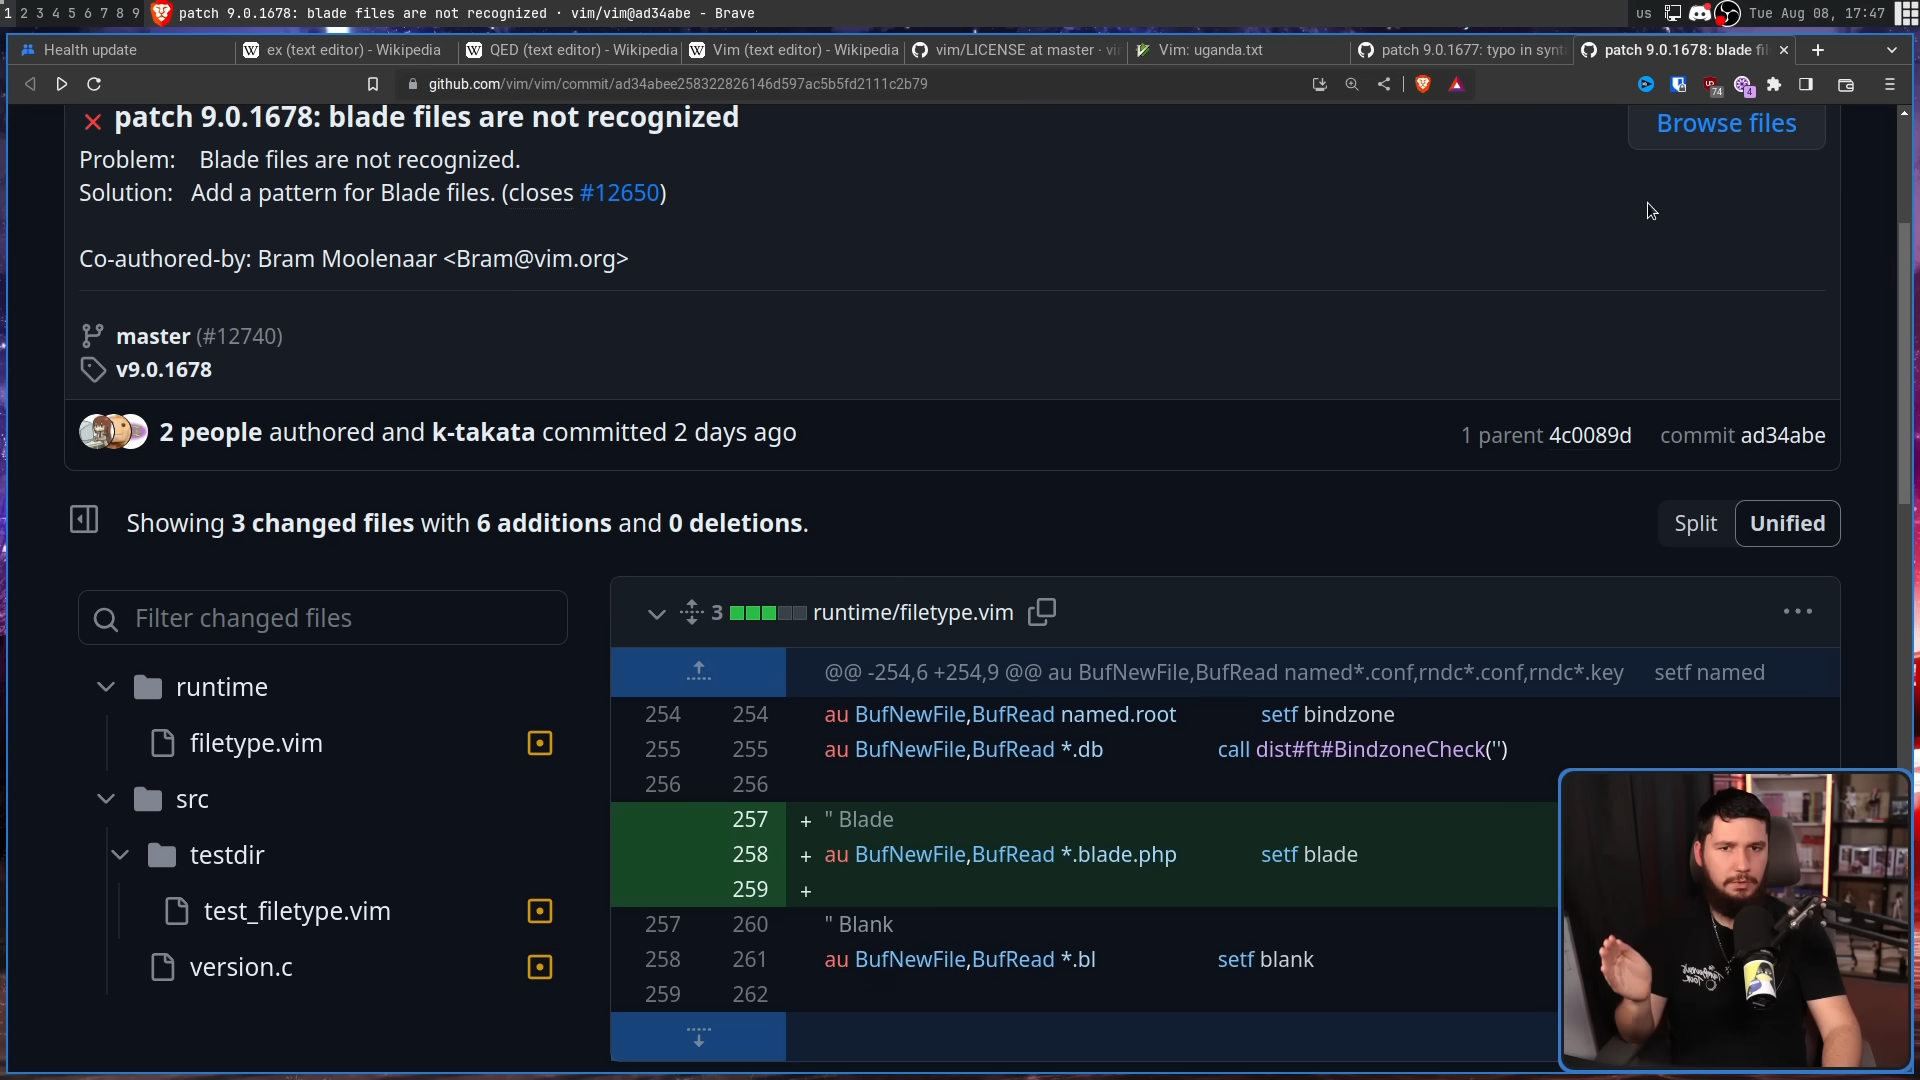 1 2 3 4 5 6 7 8 9 patch 9.0.1678: blade files are not recognized · vim/vim@ad34abe - Brave us Tue Aug 08, 17:47
Health update ex (text editor) - Wikipedia QED (text editor) - Wikipedia Vim (text editor) - Wikipedia vim/LICENSE at master · vi Vim: uganda.txt patch 9.0.1677: typo in synt patch 9.0.1678: blade fil
github.com/vim/vim/commit/ad34abee258322826146d597ac5b5fd2111c2b79 74 4
patch 9.0.1678: blade files are not recognized
Browse files
Problem: Blade files are not recognized.
Solution: Add a pattern for Blade files. (closes #12650)
Co-authored-by: Bram Moolenaar <Bram@vim.org>
master (#12740)
v9.0.1678
2 people authored and k-takata committed 2 days ago 1 parent 4c0089d commit ad34abe
Showing 3 changed files with 6 additions and 0 deletions. Split Unified
Filter changed files
runtime
filetype.vim
src
testdir
test_filetype.vim
version.c
3 runtime/filetype.vim
@@ -254,6 +254,9 @@ au BufNewFile,BufRead named*.conf,rndc*.conf,rndc*.key setf named
254 254 au BufNewFile,BufRead named.root setf bindzone
255 255 au BufNewFile,BufRead *.db call dist#ft#BindzoneCheck('')
256 256
257 + " Blade
258 + au BufNewFile,BufRead *.blade.php setf blade
259 +
257 260 " Blank
258 261 au BufNewFile,BufRead *.bl setf blank
259 262